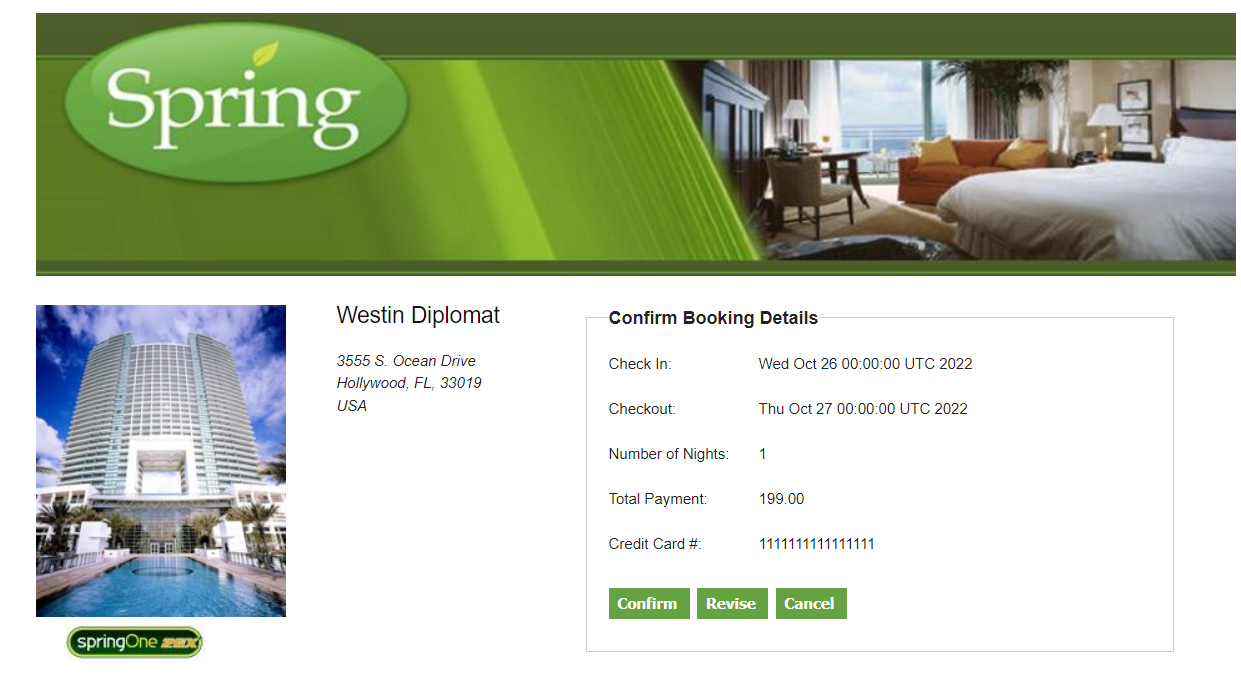 Spring
Westin Diplomat
3555 S. Ocean Drive
Hollywood, FL, 33019
USA
Confirm Booking Details
Check In: Wed Oct 26 00:00:00 UTC 2022
Checkout: Thu Oct 27 00:00:00 UTC 2022
Number of Nights: 1
Total Payment: 199.00
Credit Card #: 1111111111111111
Confirm Revise Cancel
springOne 2GX